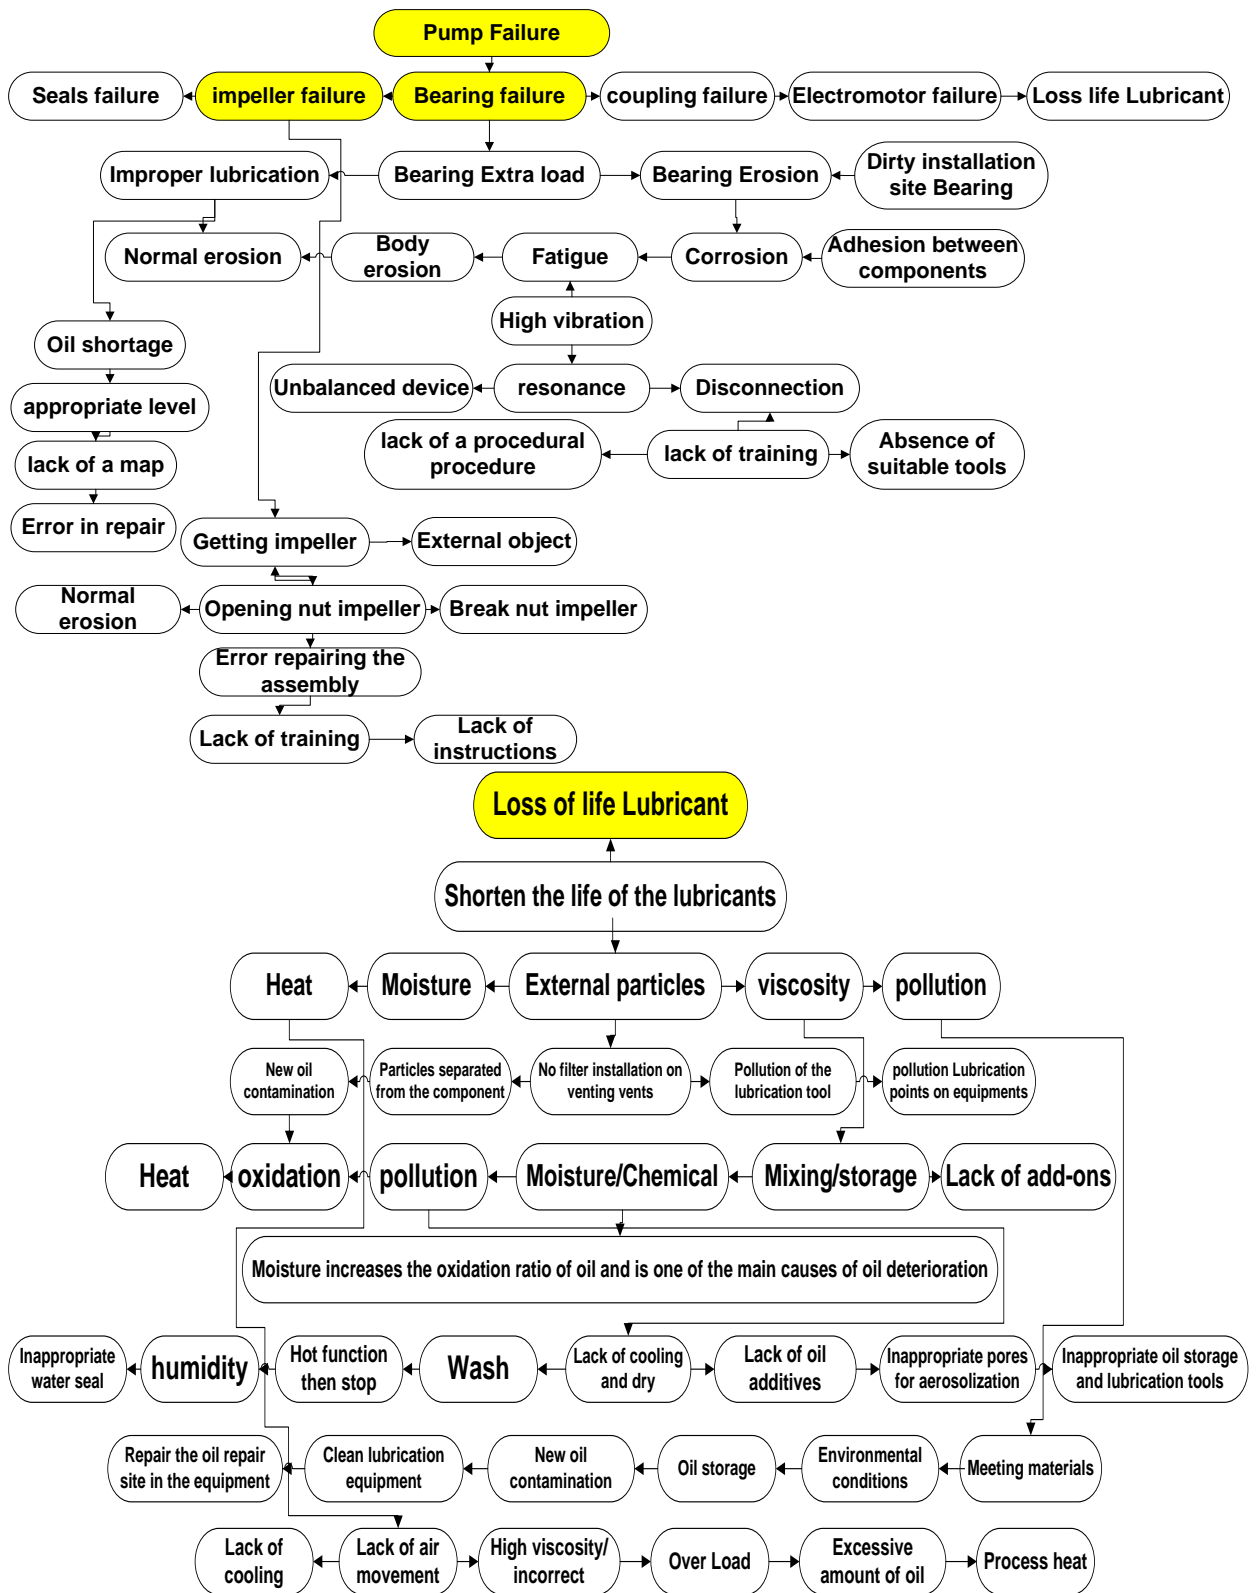 Pump Failure
Seals failure
impeller failure
Bearing failure
coupling failure
Electromotor failure
Loss life Lubricant
Improper lubrication
Bearing Extra load
Bearing Erosion
Dirty installation
site Bearing
Normal erosion
Body
erosion
Fatigue
Corrosion
Adhesion between
components
High vibration
Oil shortage
Unbalanced device
resonance
Disconnection
appropriate level
lack of a procedural
procedure
lack of training
Absence of
suitable tools
lack of a map
Error in repair
Getting impeller
External object
Normal
erosion
Opening nut impeller
Break nut impeller
Error repairing the
assembly
Lack of training
Lack of
instructions
Loss of life Lubricant
Shorten the life of the lubricants
Heat
Moisture
External particles
viscosity
pollution
New oil
contamination
Particles separated
from the component
No filter installation on
venting vents
Pollution of the
lubrication tool
pollution Lubrication
points on equipments
Heat
oxidation
pollution
Moisture/Chemical
Mixing/storage
Lack of add-ons
Moisture increases the oxidation ratio of oil and is one of the main causes of oil deterioration
Inappropriate
water seal
humidity
Hot function
then stop
Wash
Lack of cooling
and dry
Lack of oil
additives
Inappropriate pores
for aerosolization
Inappropriate oil storage
and lubrication tools
Repair the oil repair
site in the equipment
Clean lubrication
equipment
New oil
contamination
Oil storage
Environmental
conditions
Meeting materials
Lack of
cooling
Lack of air
movement
High viscosity/
incorrect
Over Load
Excessive
amount of oil
Process heat